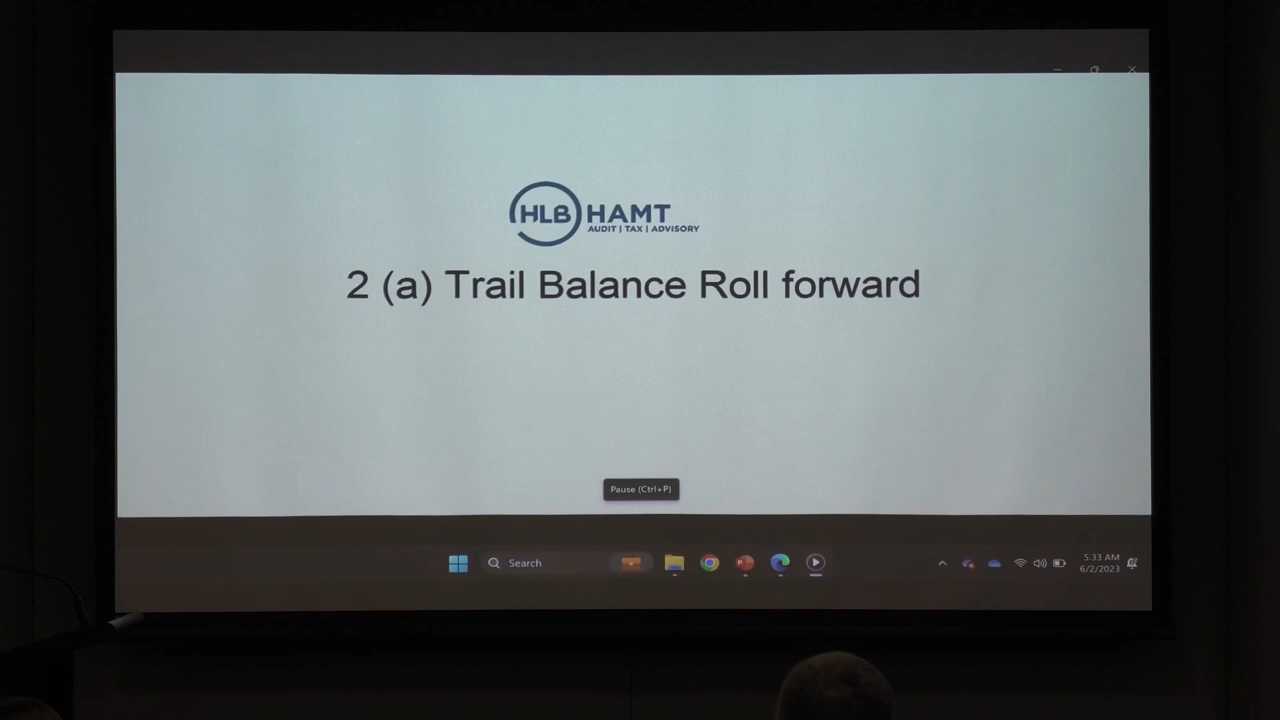 HLB HAMT
AUDIT | TAX | ADVISORY
2 (a) Trail Balance Roll forward
Pause (Ctrl+P)
Search
5:33 AM
6/2/2023